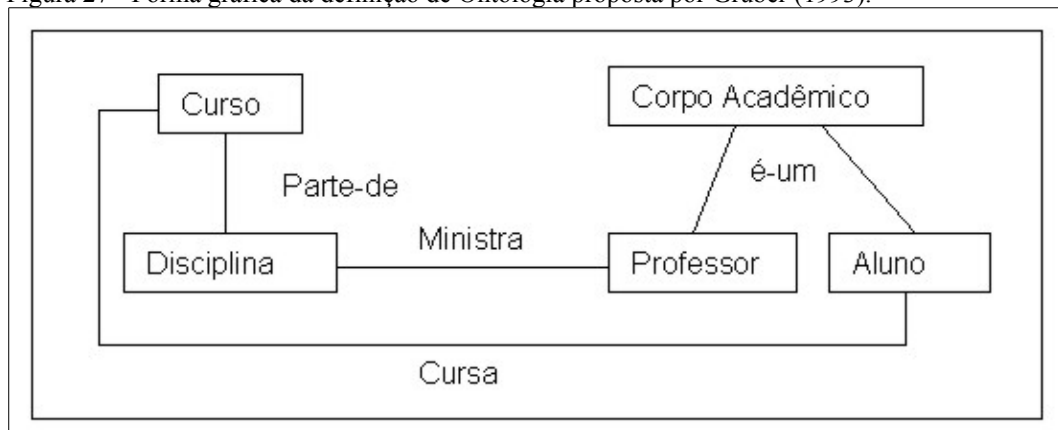 Figura 27 - Forma gráfica da definição de Ontologia proposta por Gruber (1993).
Curso
Corpo Acadêmico
Parte-de
é-um
Disciplina
Ministra
Professor
Aluno
Cursa